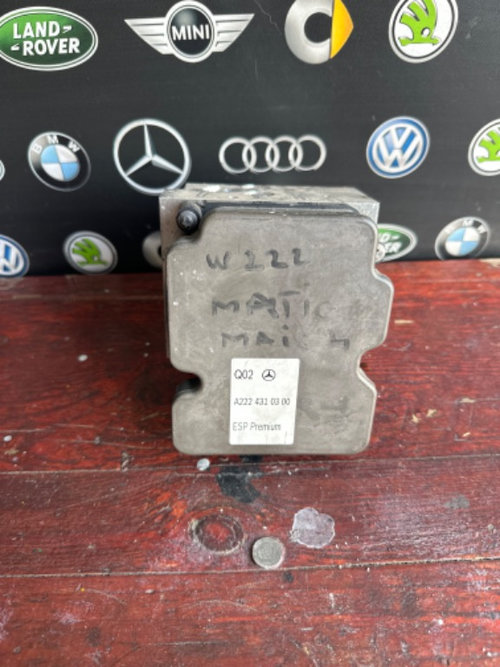 LAND-
-ROVER
MINI
BMW
W222
MATIC
Q02
A222 431 03 00
ESP Premium